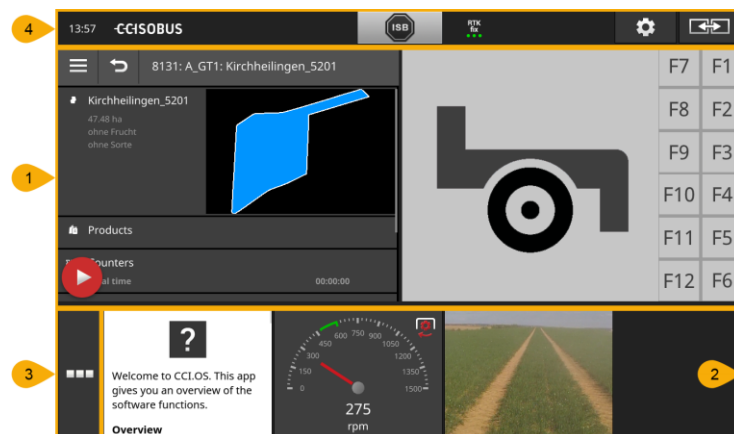 4
13:57
CCISOBUS
ISB
RTK
fix
8131: A_GT1: Kirchheilingen_5201
F7 F1
Kirchheilingen_5201
47.48 ha
ohne Frucht
ohne Sorte
F8 F2
F9 F3
1
F10 F4
Products
F11 F5
F12 F6
00:00:00
3
?
Welcome to CCI.OS. This app
gives you an overview of the
software functions.
Overview
0
150
300
450
600
750
900
1050
1200
1350
1500
275
rpm
2